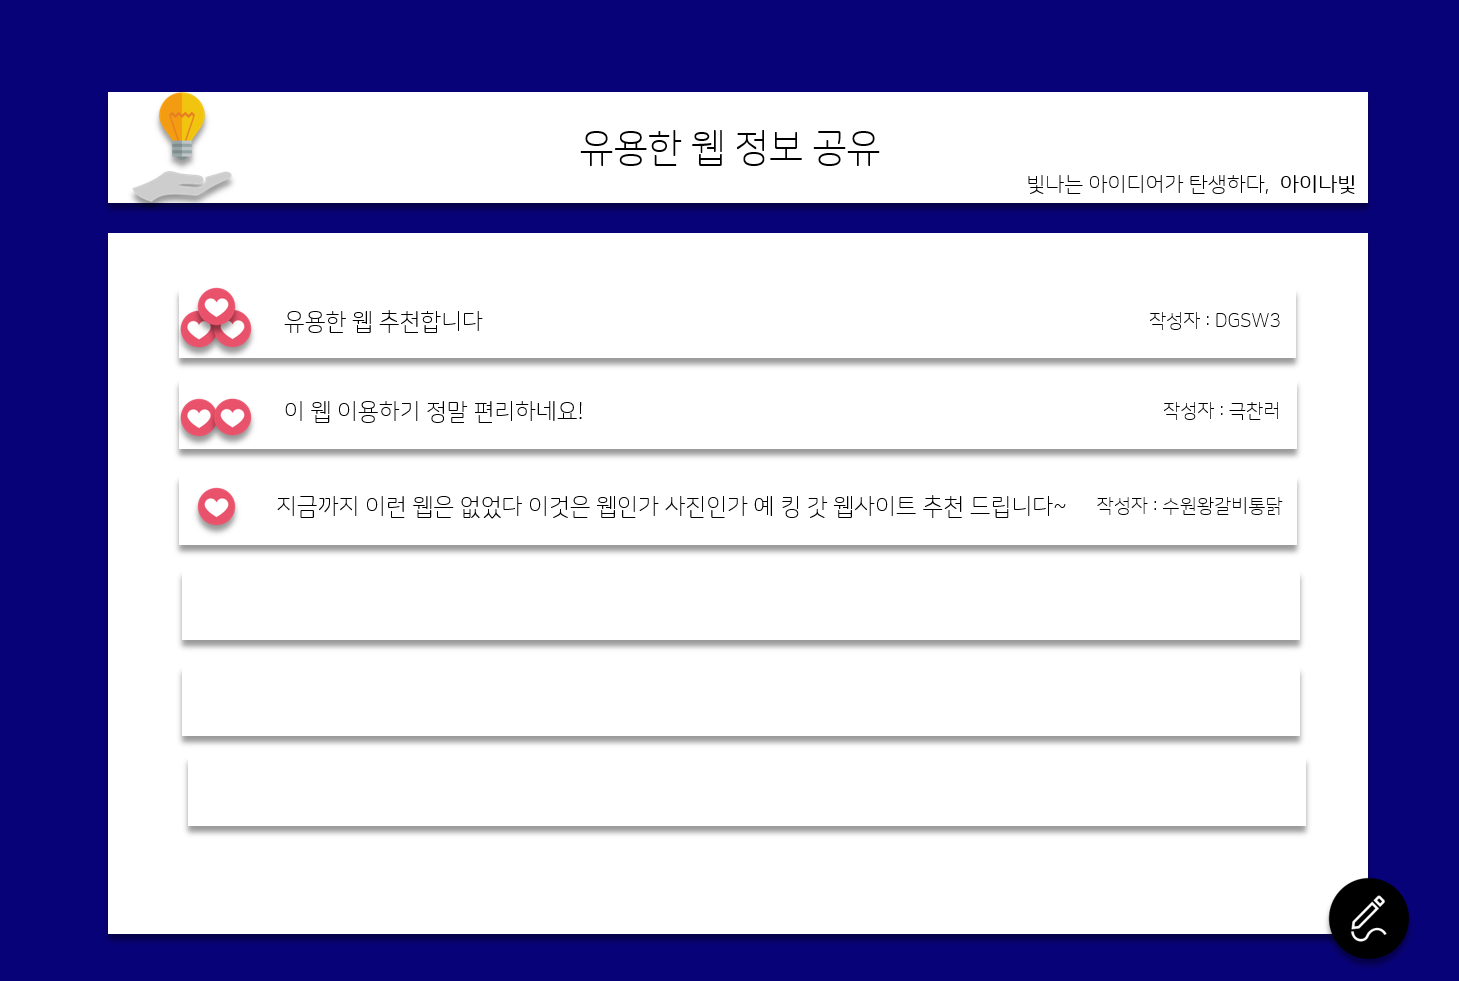 유용한 웹 정보 공유
빛나는 아이디어가 탄생하다, 아이나빛
유용한 웹 추천합니다 작성자 : DGSW3
이 웹 이용하기 정말 편리하네요! 작성자 : 극찬러
지금까지 이런 웹은 없었다 이것은 웹인가 사진인가 예 킹 갓 웹사이트 추천 드립니다~ 작성자 : 수원왕갈비통닭